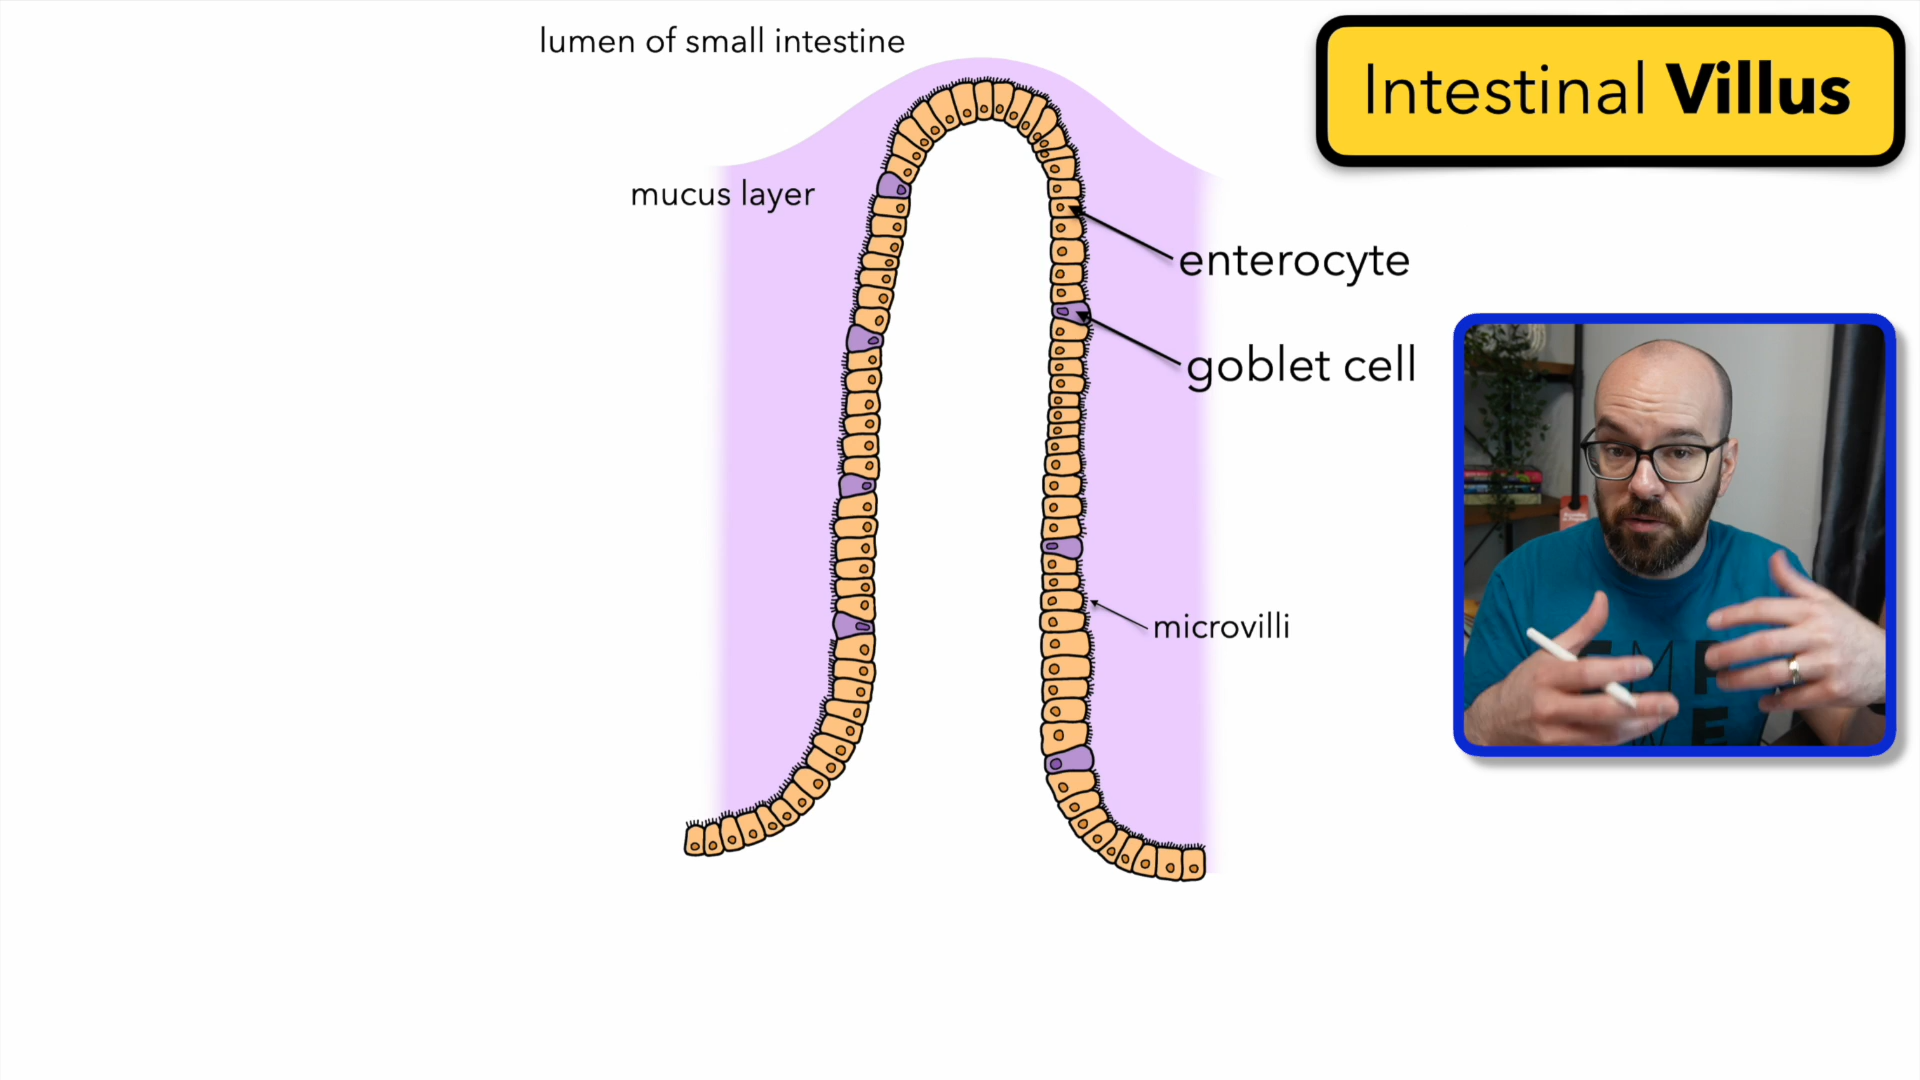 lumen of small intestine
Intestinal Villus
mucus layer
enterocyte
goblet cell
microvilli